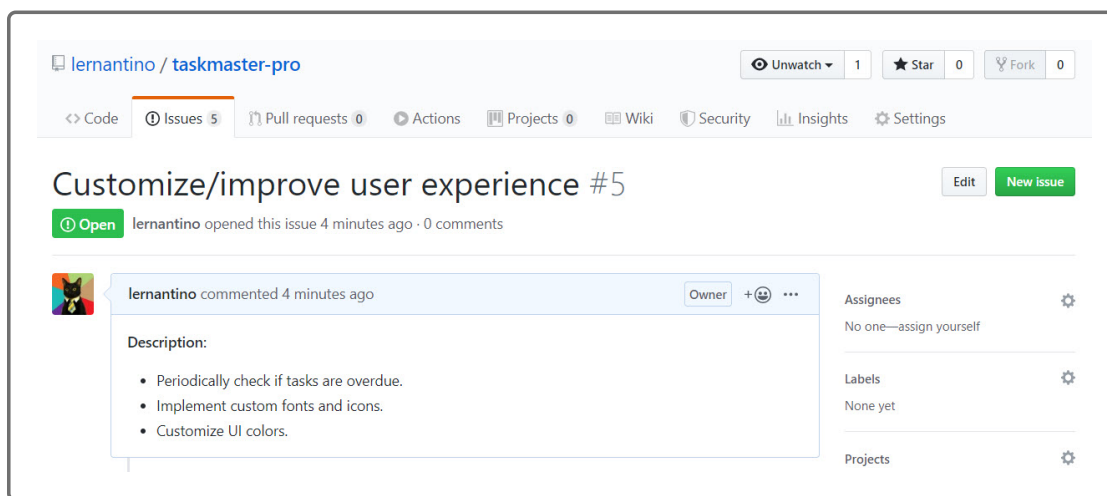 lernantino / taskmaster-pro
Unwatch 1 Star 0 Fork 0
<> Code Issues 5 Pull requests 0 Actions Projects 0 Wiki Security Insights Settings
Customize/improve user experience #5
Edit New issue
Open lernantino opened this issue 4 minutes ago · 0 comments
lernantino commented 4 minutes ago Owner
Description:
• Periodically check if tasks are overdue.
• Implement custom fonts and icons.
• Customize UI colors.
Assignees
No one—assign yourself
Labels
None yet
Projects